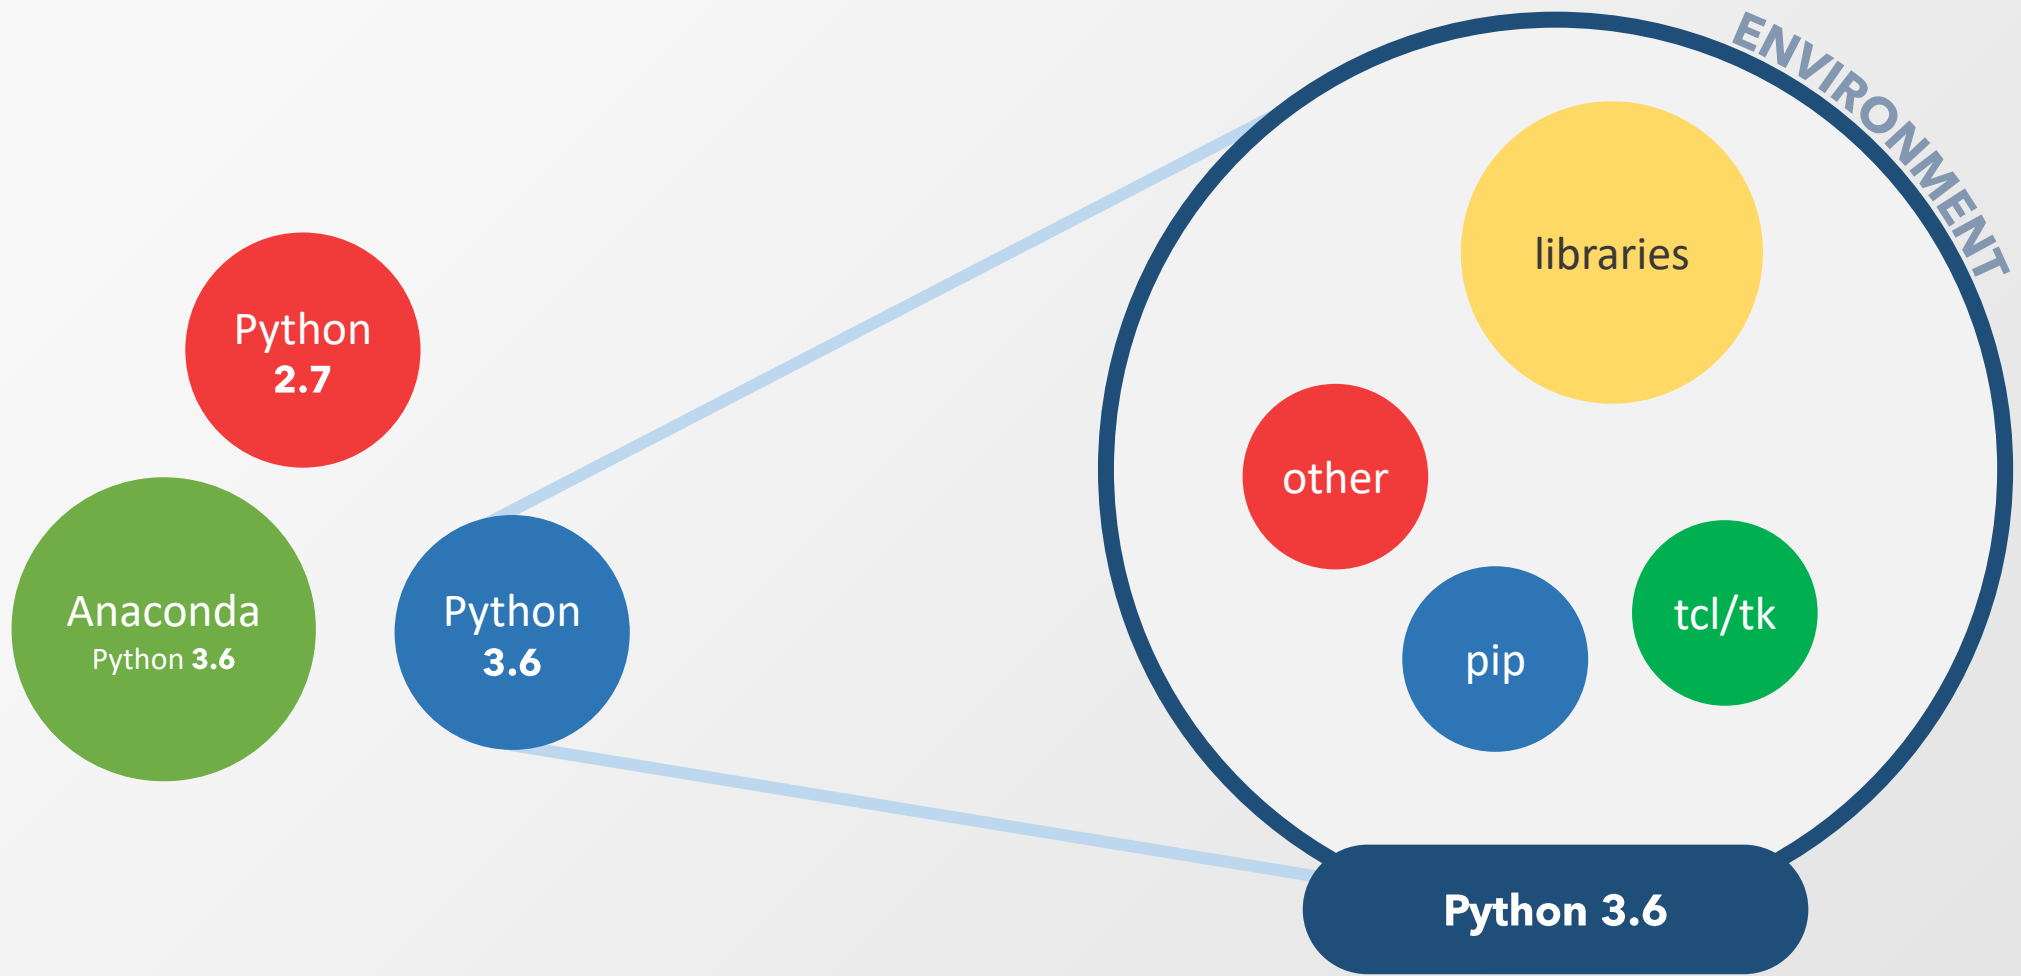 ENVIRONMENT
libraries
Python
2.7
other
Anaconda
Python 3.6
Python
3.6
tcl/tk
pip
Python 3.6